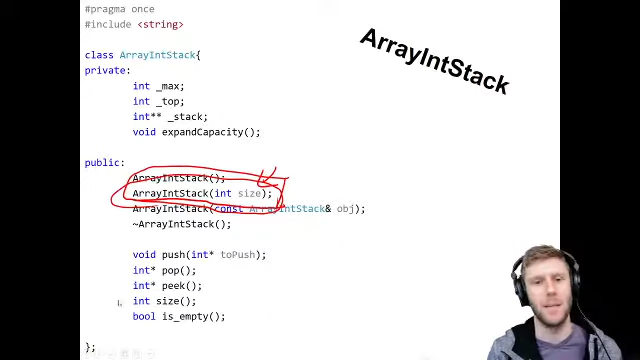 #pragma once
#include <string>
ArrayIntStack
class ArrayIntStack{
private:
int _max;
int _top;
int** _stack;
void expandCapacity();
public:
ArrayIntStack();
ArrayIntStack(int size);
ArrayIntStack(const ArrayIntStack& obj);
~ArrayIntStack();
void push(int* toPush);
int* pop();
int* peek();
int size();
bool is_empty();
};